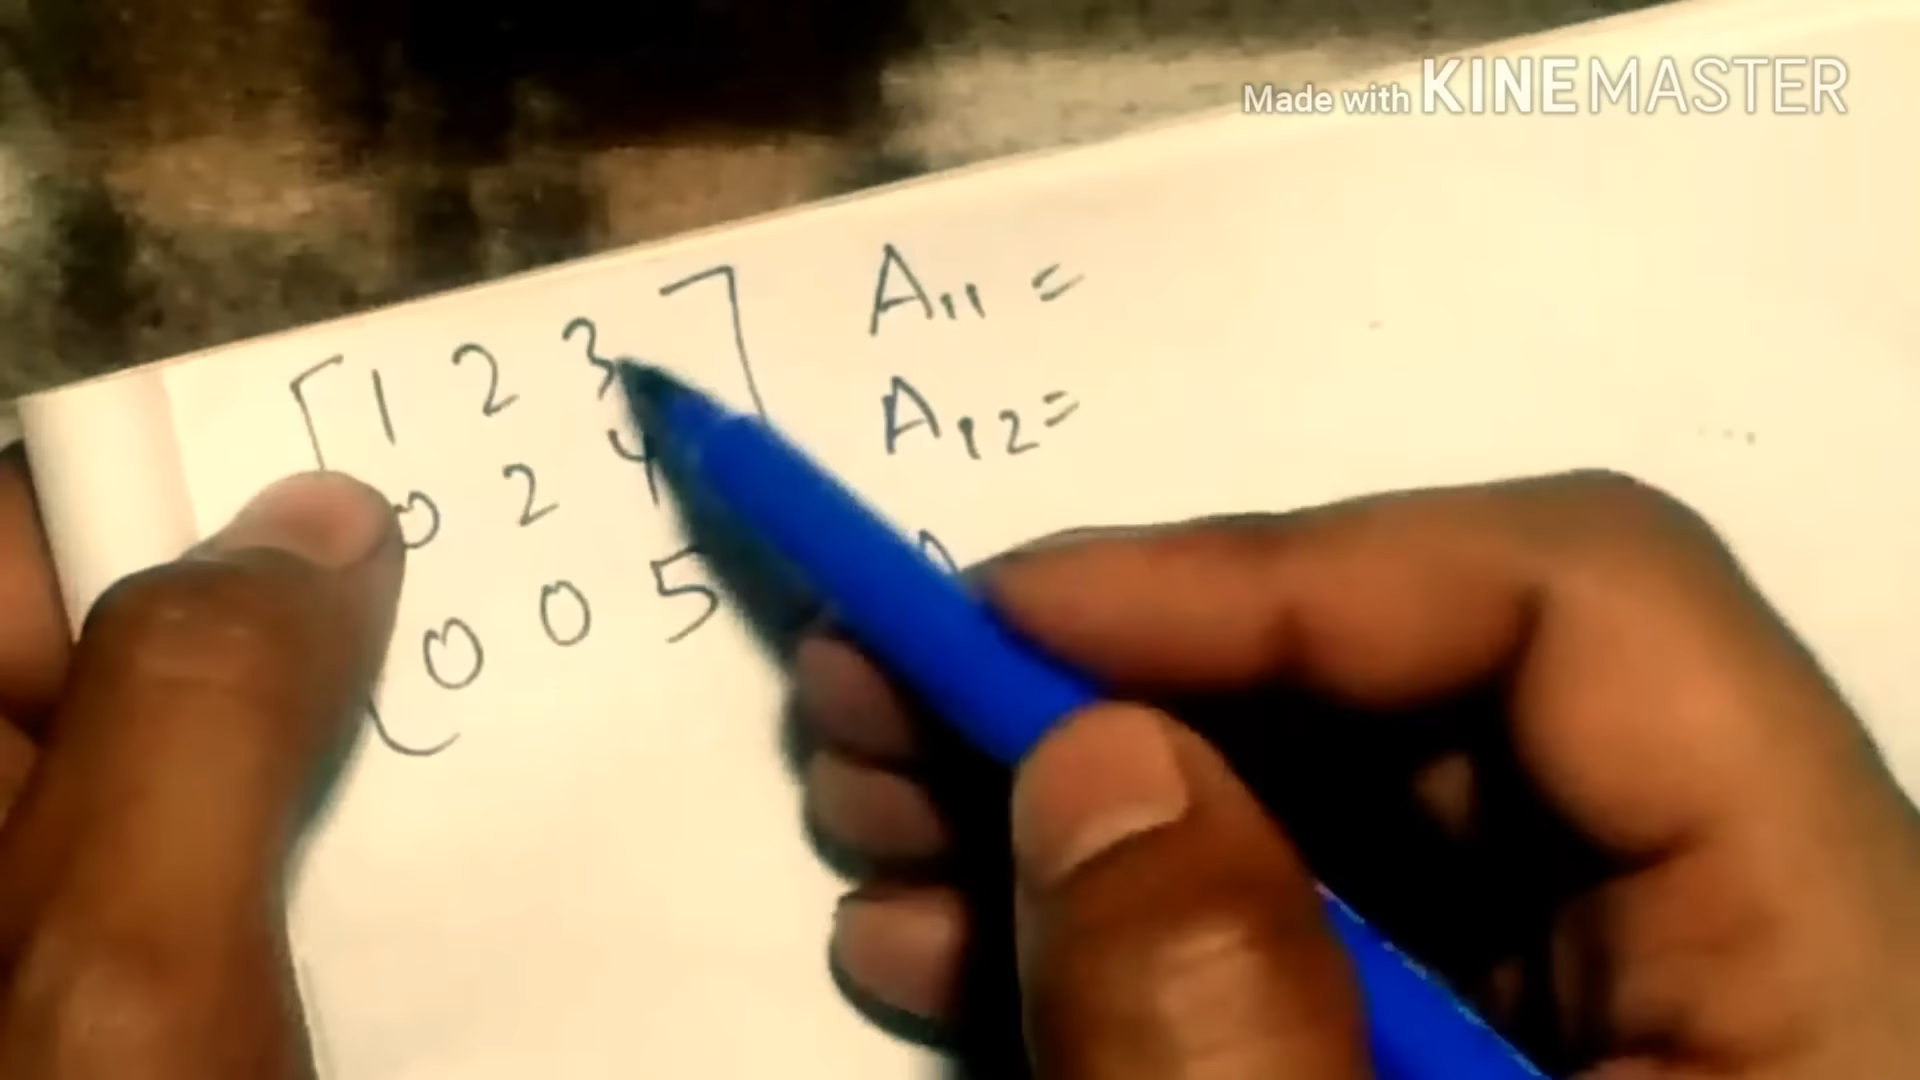 Made with KINEMASTER
1 2 3
0 2 4
0 0 5
A11 =
A12 =
A